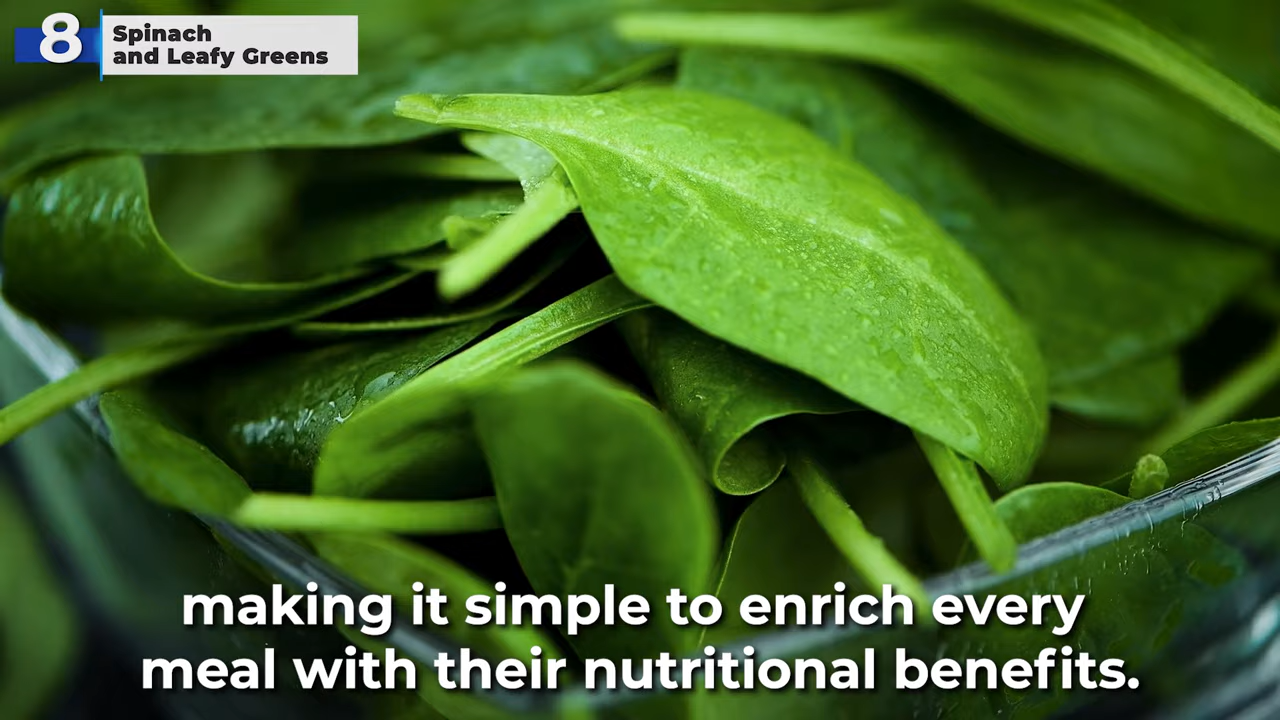 8
Spinach
and Leafy Greens
making it simple to enrich every
meal with their nutritional benefits.